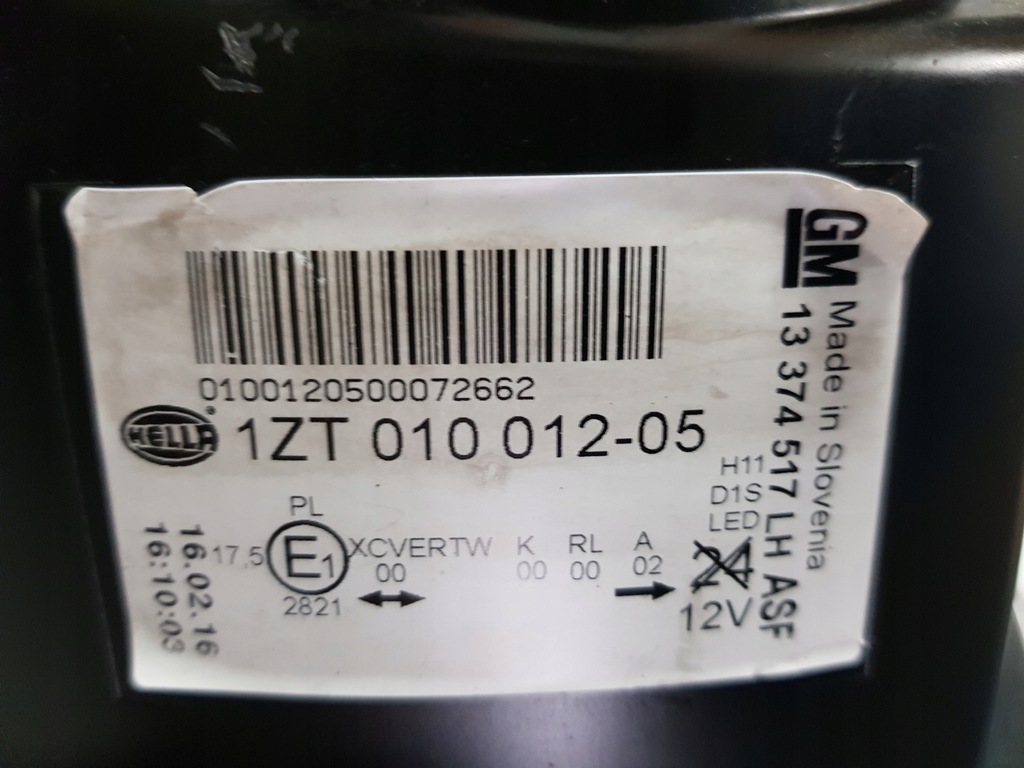 0100120500072662
HELLA
1ZT 010 012-05
H11
D1S
LED
24
12V
PL
17,5 E1 XCVERTW K RL A
00 00 00 02
2821
16.02.16
16:10:03
GM 13 374 517 LH ASF
Made in Slovenia